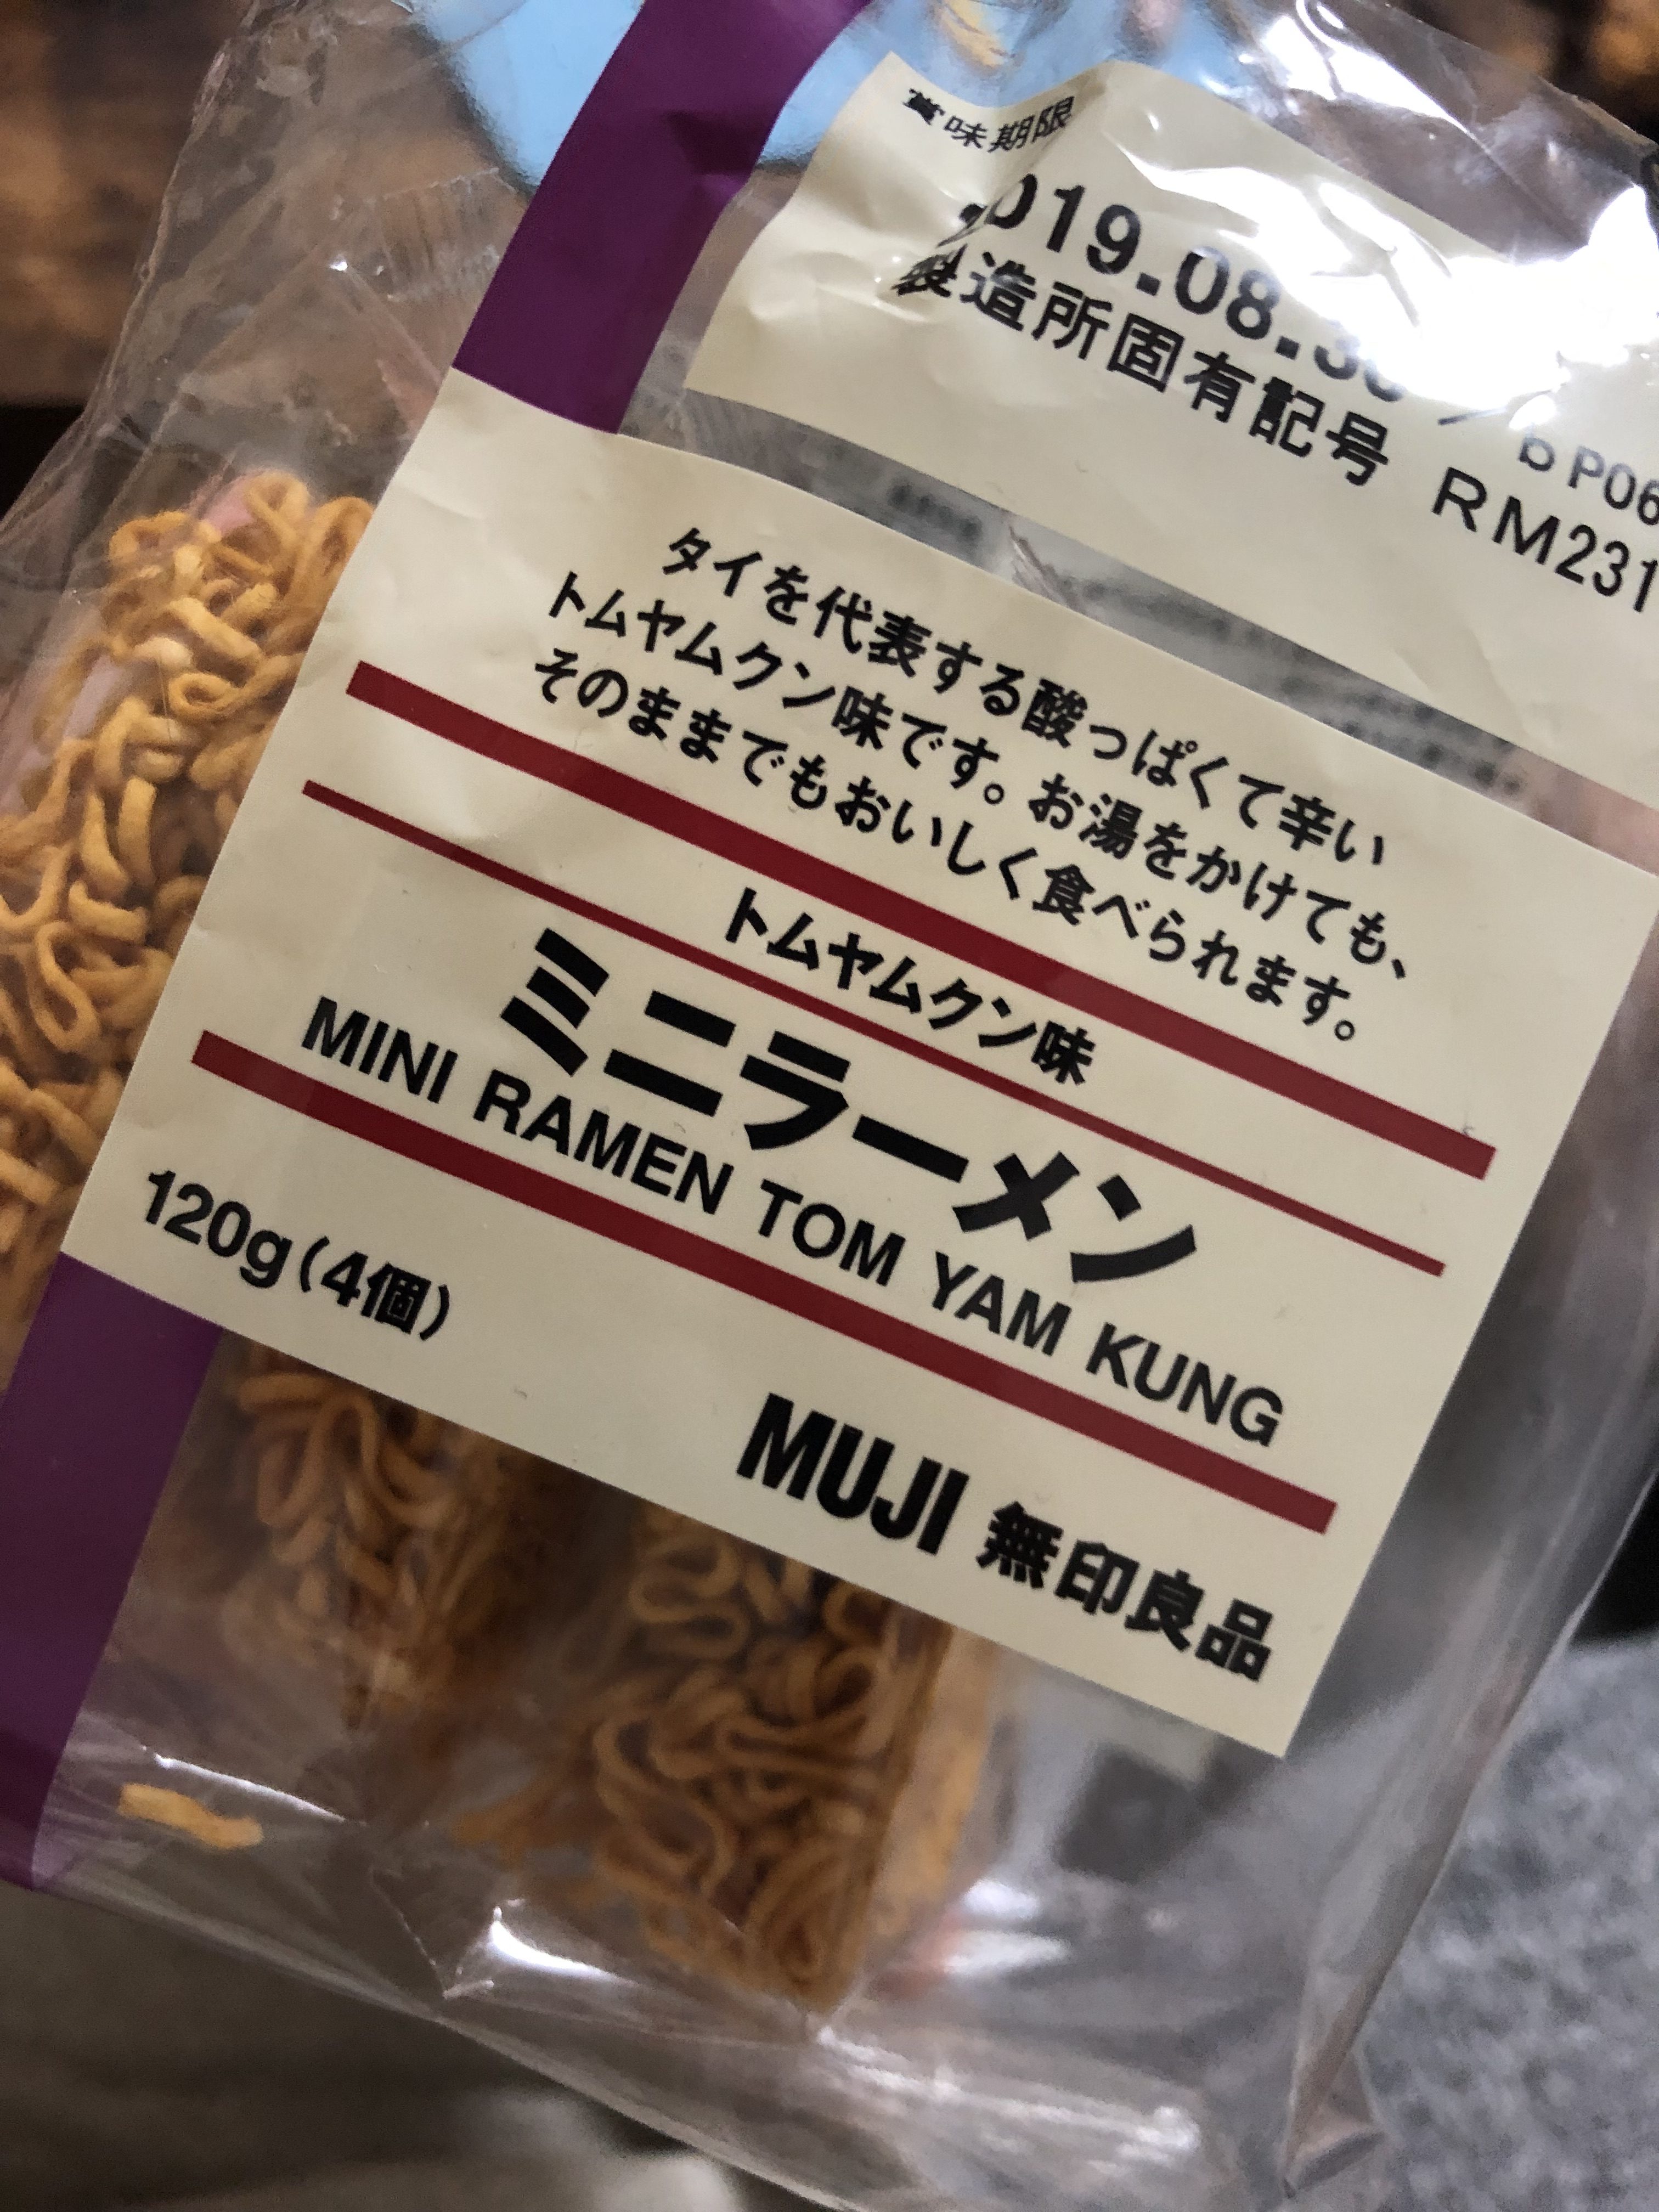 賞味期限
2019.08.30 / b P06
製造所固有記号 RM231
タイを代表する酸っぱくて辛い
トムヤムクン味です。お湯をかけても、
そのままでもおいしく食べられます。
トムヤムクン味
ミニラーメン
MINI RAMEN TOM YAM KUNG
120g(4個)
MUJI 無印良品